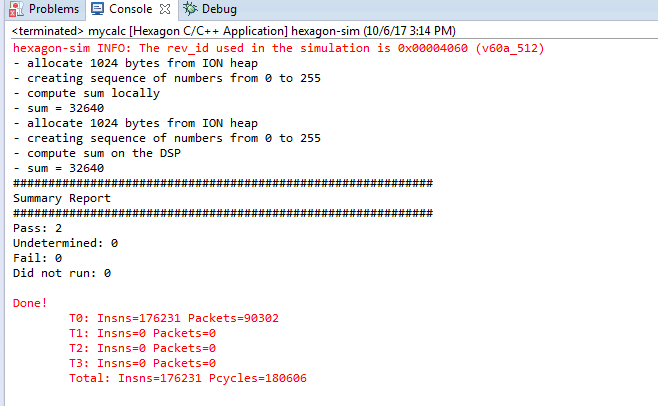 Problems Console Debug
<terminated> mycalc [Hexagon C/C++ Application] hexagon-sim (10/6/17 3:14 PM)
hexagon-sim INFO: The rev_id used in the simulation is 0x00004060 (v60a_512)
- allocate 1024 bytes from ION heap
- creating sequence of numbers from 0 to 255
- compute sum locally
- sum = 32640
- allocate 1024 bytes from ION heap
- creating sequence of numbers from 0 to 255
- compute sum on the DSP
- sum = 32640
############################################################
Summary Report
############################################################
Pass: 2
Undetermined: 0
Fail: 0
Did not run: 0
Done!
T0: Insns=176231 Packets=90302
T1: Insns=0 Packets=0
T2: Insns=0 Packets=0
T3: Insns=0 Packets=0
Total: Insns=176231 Pcycles=180606